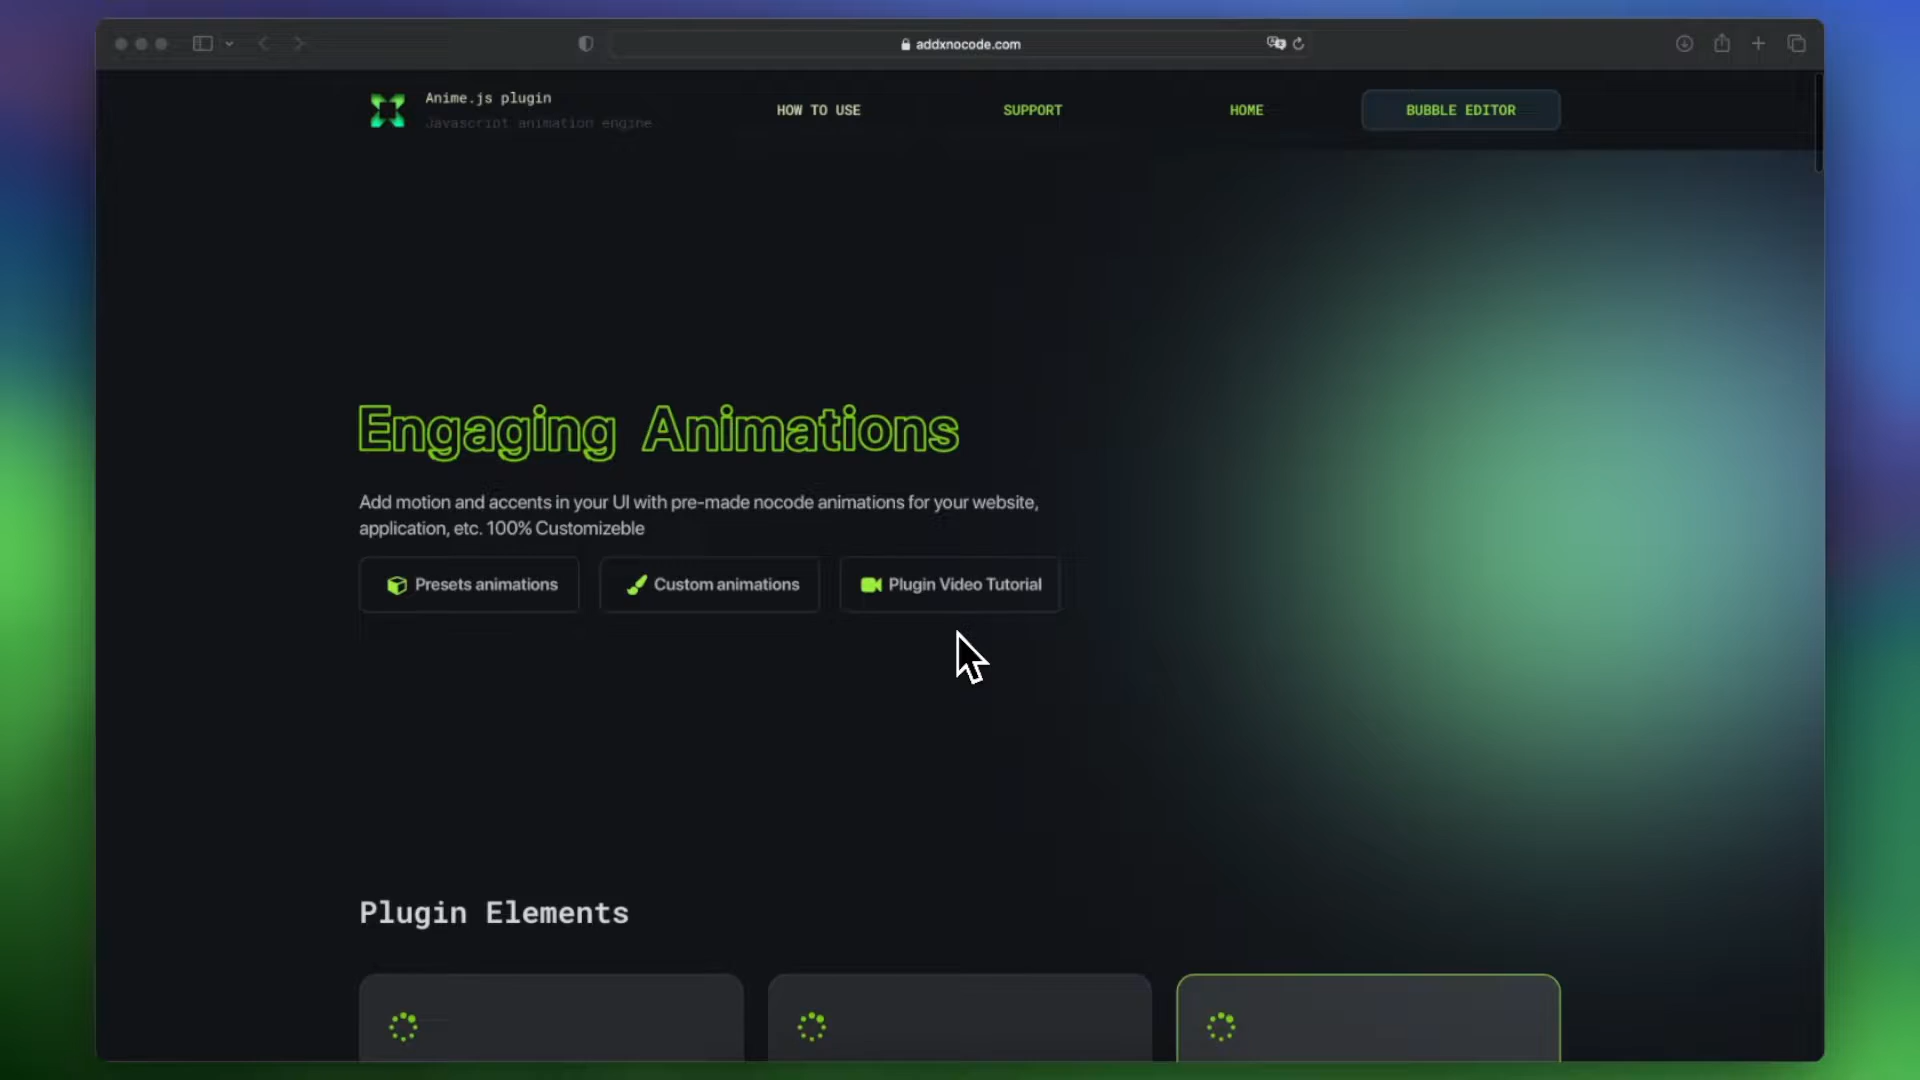 addxnocode.com
Anime.js plugin
Javascript animation engine
HOW TO USE
SUPPORT
HOME
BUBBLE EDITOR
Engaging Animations
Add motion and accents in your UI with pre-made nocode animations for your website,
application, etc. 100% Customizeble
Presets animations
Custom animations
Plugin Video Tutorial
Plugin Elements